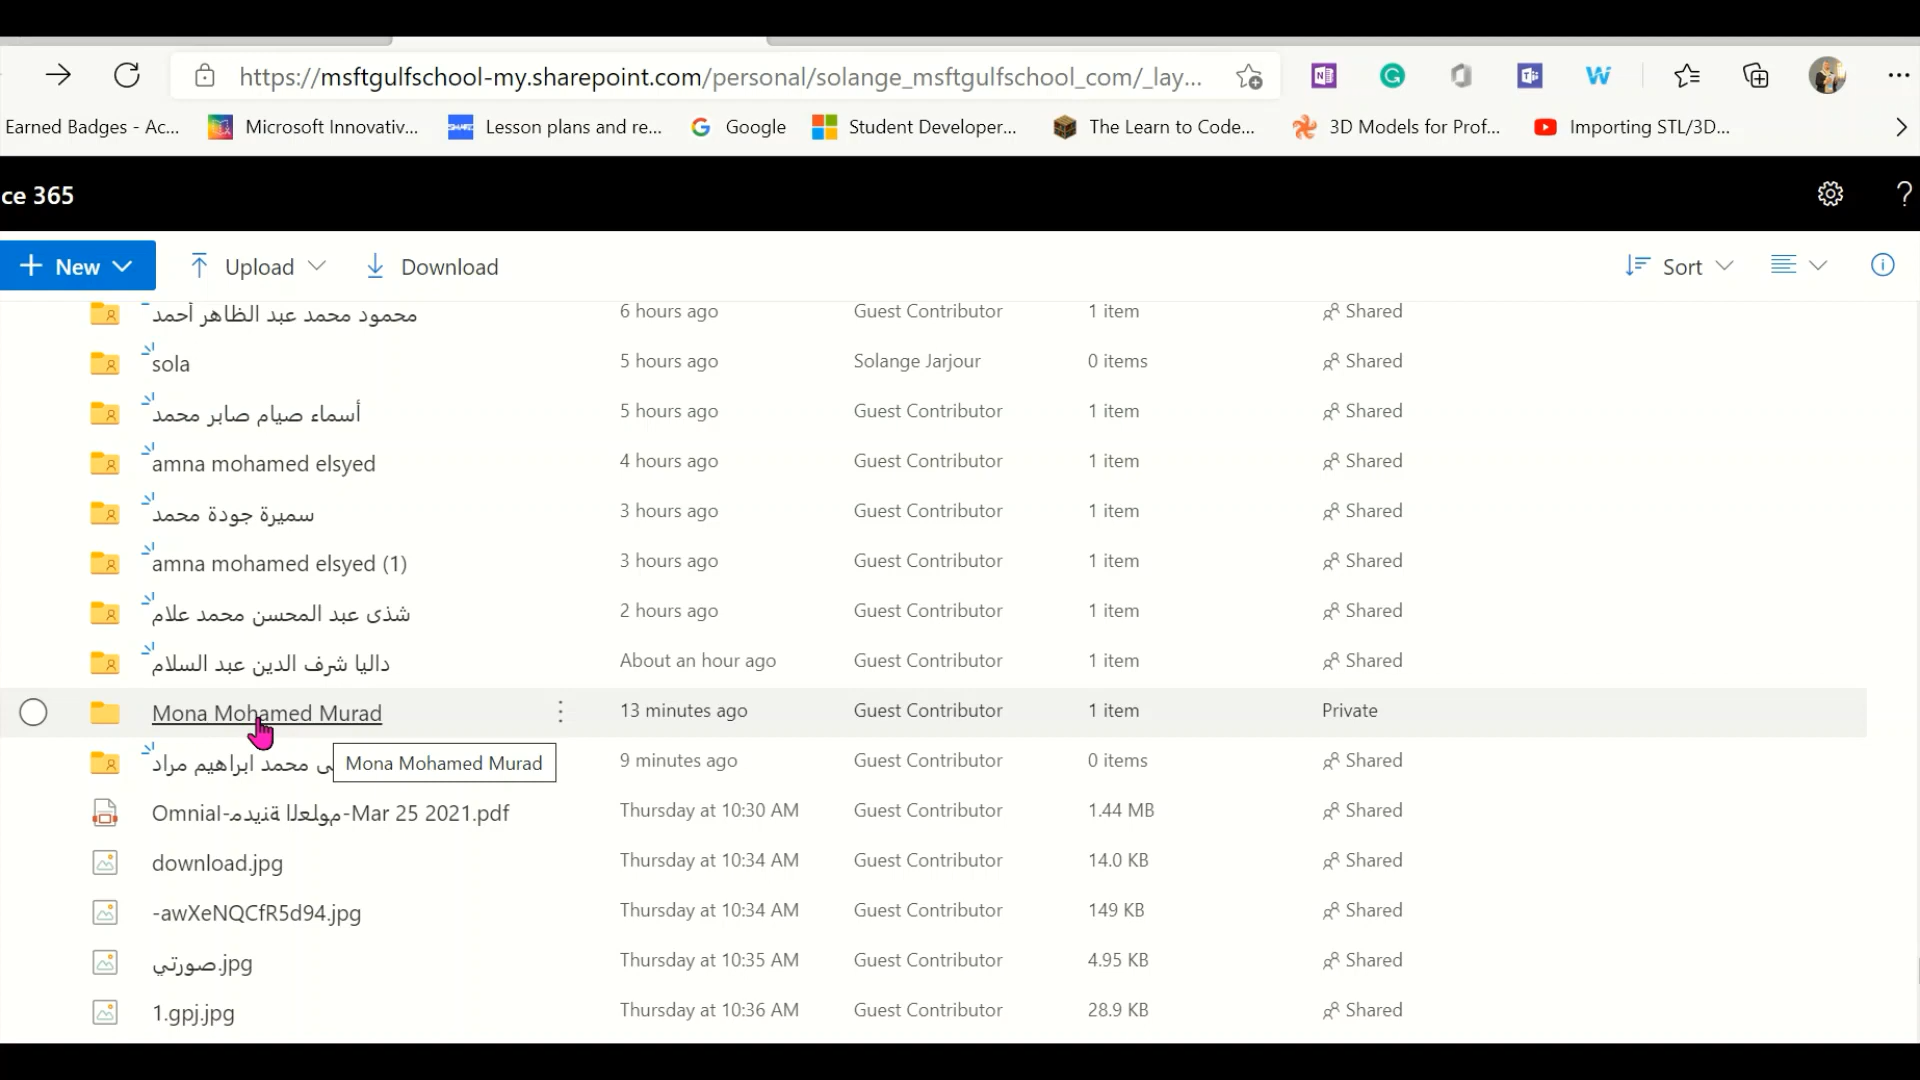 https://msftgulfschool-my.sharepoint.com/personal/solange_msftgulfschool_com/_lay...
Earned Badges - Ac...
Microsoft Innovativ...
Lesson plans and re...
Google
Student Developer...
The Learn to Code...
3D Models for Prof...
Importing STL/3D...
ce 365
New
Upload
Download
Sort
محمود محمد عبد الظاهر أحمد 6 hours ago Guest Contributor 1 item Shared
sola 5 hours ago Solange Jarjour 0 items Shared
أسماء صيام صابر محمد 5 hours ago Guest Contributor 1 item Shared
amna mohamed elsyed 4 hours ago Guest Contributor 1 item Shared
سميرة جودة محمد 3 hours ago Guest Contributor 1 item Shared
amna mohamed elsyed (1) 3 hours ago Guest Contributor 1 item Shared
شذى عبد المحسن محمد علام 2 hours ago Guest Contributor 1 item Shared
داليا شرف الدين عبد السلام About an hour ago Guest Contributor 1 item Shared
Mona Mohamed Murad 13 minutes ago Guest Contributor 1 item Private
محمد ابراهيم مراد 9 minutes ago Guest Contributor 0 items Shared
Mona Mohamed Murad
Omnial-مدينة العلوم-Mar 25 2021.pdf Thursday at 10:30 AM Guest Contributor 1.44 MB Shared
download.jpg Thursday at 10:34 AM Guest Contributor 14.0 KB Shared
-awXeNQCfR5d94.jpg Thursday at 10:34 AM Guest Contributor 149 KB Shared
صورتي.jpg Thursday at 10:35 AM Guest Contributor 4.95 KB Shared
1.gpj.jpg Thursday at 10:36 AM Guest Contributor 28.9 KB Shared